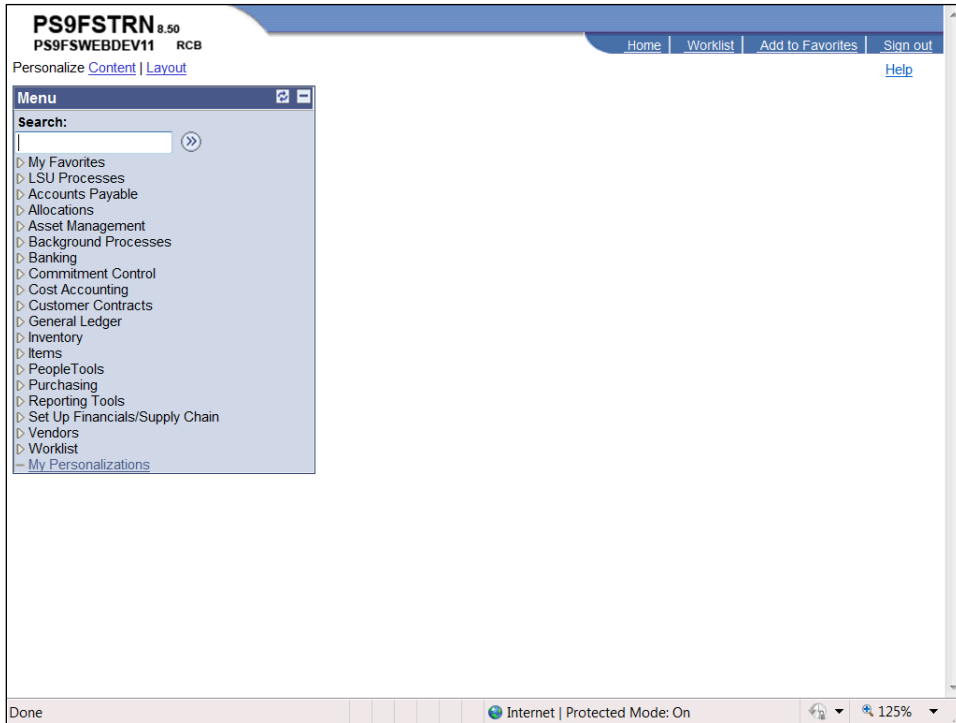 PS9FSTRN 8.50
PS9FSWEBDEV11 RCB
Home Worklist Add to Favorites Sign out
Personalize Content | Layout
Help
Menu
Search:
My Favorites
LSU Processes
Accounts Payable
Allocations
Asset Management
Background Processes
Banking
Commitment Control
Cost Accounting
Customer Contracts
General Ledger
Inventory
Items
PeopleTools
Purchasing
Reporting Tools
Set Up Financials/Supply Chain
Vendors
Worklist
My Personalizations
Done Internet | Protected Mode: On 125%